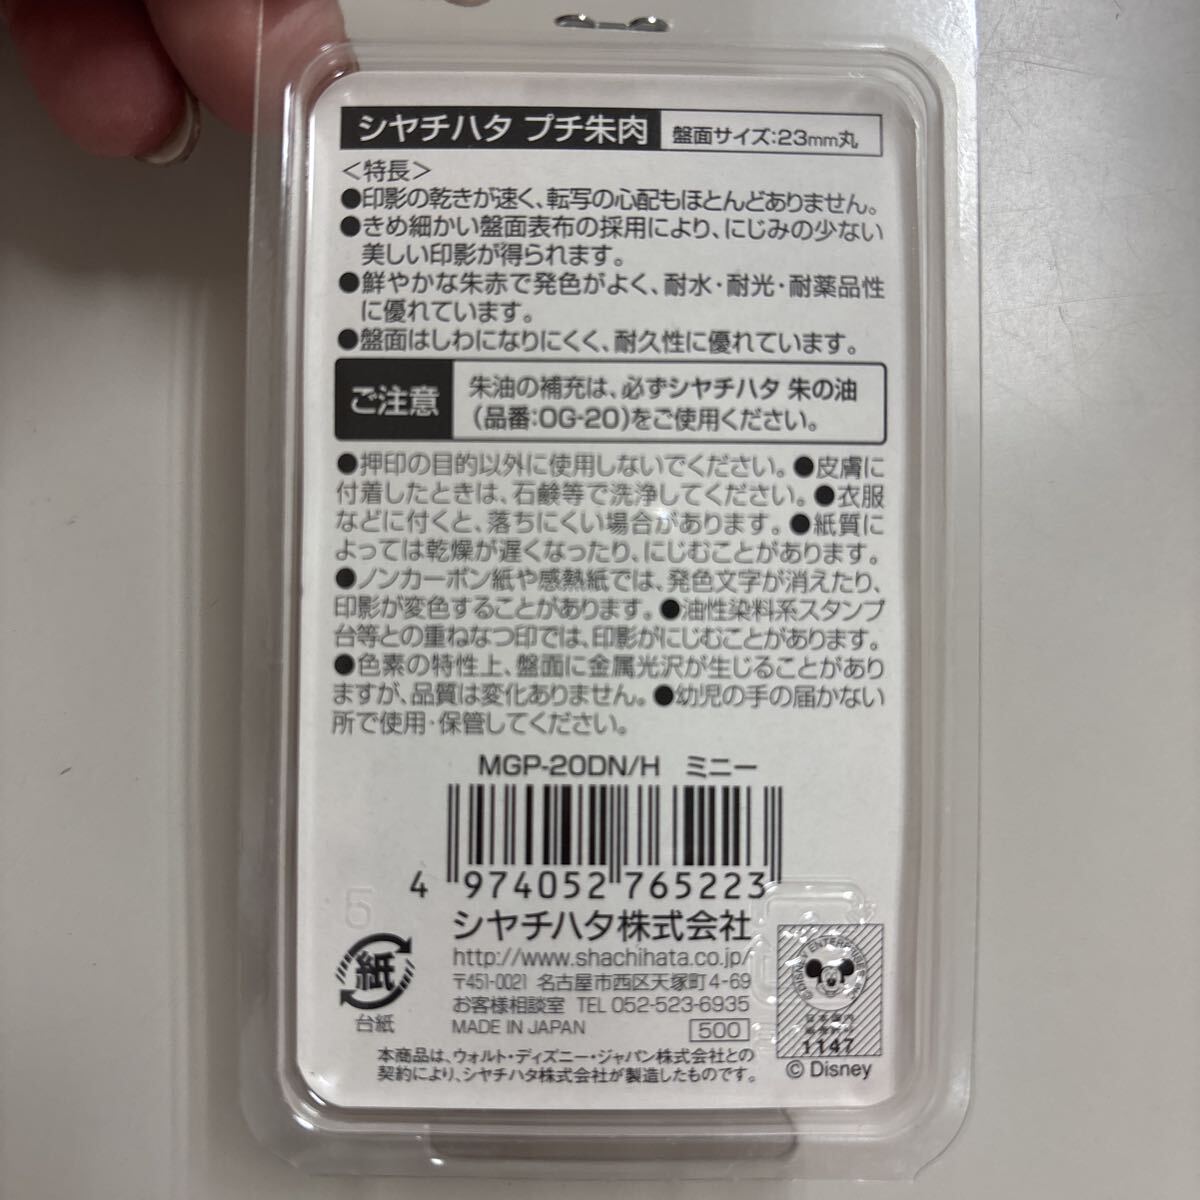 シヤチハタ プチ朱肉 盤面サイズ:23mm丸
<特長>
●印影の乾きが速く、転写の心配もほとんどありません。
●きめ細かい盤面表布の採用により、にじみの少ない
美しい印影が得られます。
●鮮やかな朱赤で発色がよく、耐水・耐光・耐薬品性
に優れています。
●盤面はしわになりにくく、耐久性に優れています。
ご注意
朱油の補充は、必ずシヤチハタ 朱の油
(品番:OG-20)をご使用ください。
●押印の目的以外に使用しないでください。●皮膚に
付着したときは、石鹸等で洗浄してください。●衣服
などに付くと、落ちにくい場合があります。●紙質に
よっては乾燥が遅くなったり、にじむことがあります。
●ノンカーボン紙や感熱紙では、発色文字が消えたり、
印影が変色することがあります。●油性染料系スタンプ
台等との重ねなつ印では、印影がにじむことがあります。
●色素の特性上、盤面に金属光沢が生じることがあり
ますが、品質は変化ありません。●幼児の手の届かない
所で使用・保管してください。
MGP-20DN/H ミニー
4 974052 765223
5
シヤチハタ株式会社
http://www.shachihata.co.jp/
〒451-0021 名古屋市西区天塚町4-69
お客様相談室 TEL 052-523-6935
MADE IN JAPAN 500
紙
台紙
本商品は、ウォルト・ディズニー・ジャパン株式会社との
契約により、シヤチハタ株式会社が製造したものです。
©DISNEY ENTERPRISES, INC.
日本国内
1147
© Disney